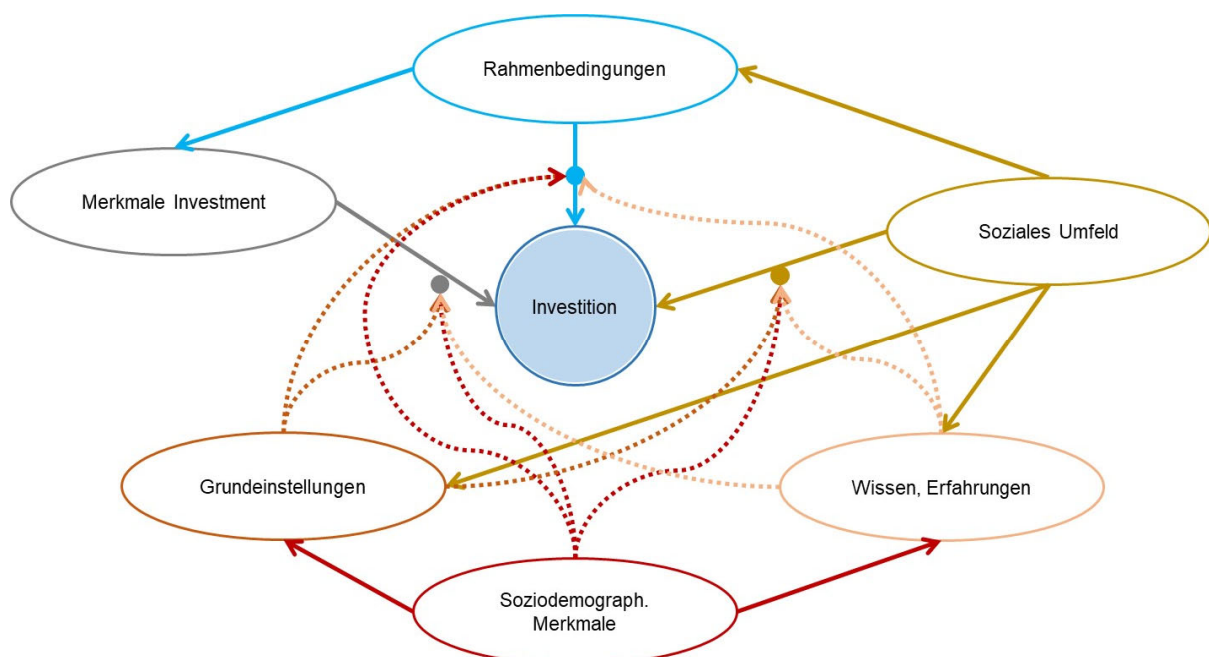 Rahmenbedingungen
Merkmale Investment
Soziales Umfeld
Investition
Grundeinstellungen
Wissen, Erfahrungen
Soziodemograph.
Merkmale